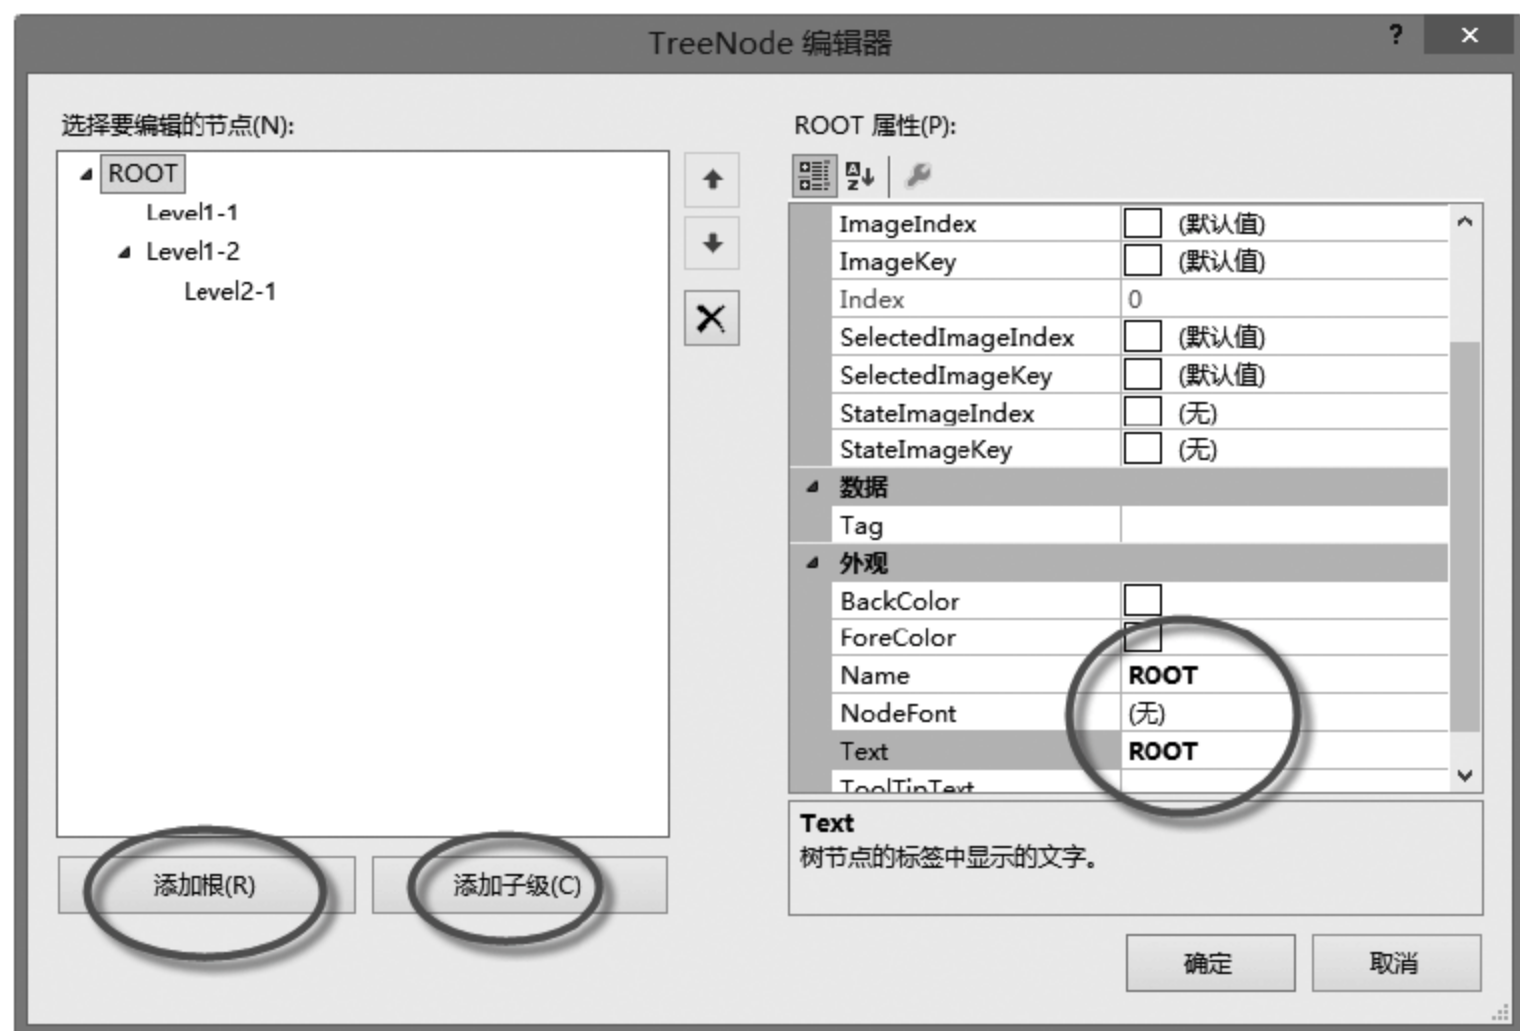 TreeNode 编辑器
?
选择要编辑的节点(N):
ROOT
Level1-1
Level1-2
Level2-1
添加根(R)
添加子级(C)
ROOT 属性(P):
ImageIndex (默认值)
ImageKey (默认值)
Index 0
SelectedImageIndex (默认值)
SelectedImageKey (默认值)
StateImageIndex (无)
StateImageKey (无)
数据
Tag
外观
BackColor
ForeColor
Name ROOT
NodeFont (无)
Text ROOT
ToolTipText
Text
树节点的标签中显示的文字。
确定 取消